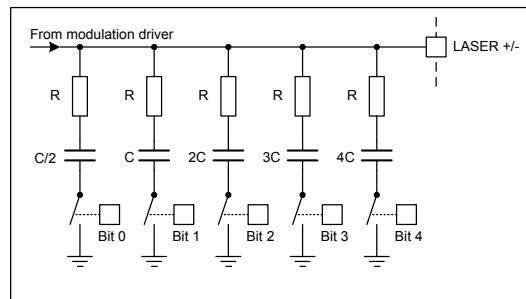 From modulation driver
LASER +/-
R R R R R
C/2 C 2C 3C 4C
Bit 0 Bit 1 Bit 2 Bit 3 Bit 4